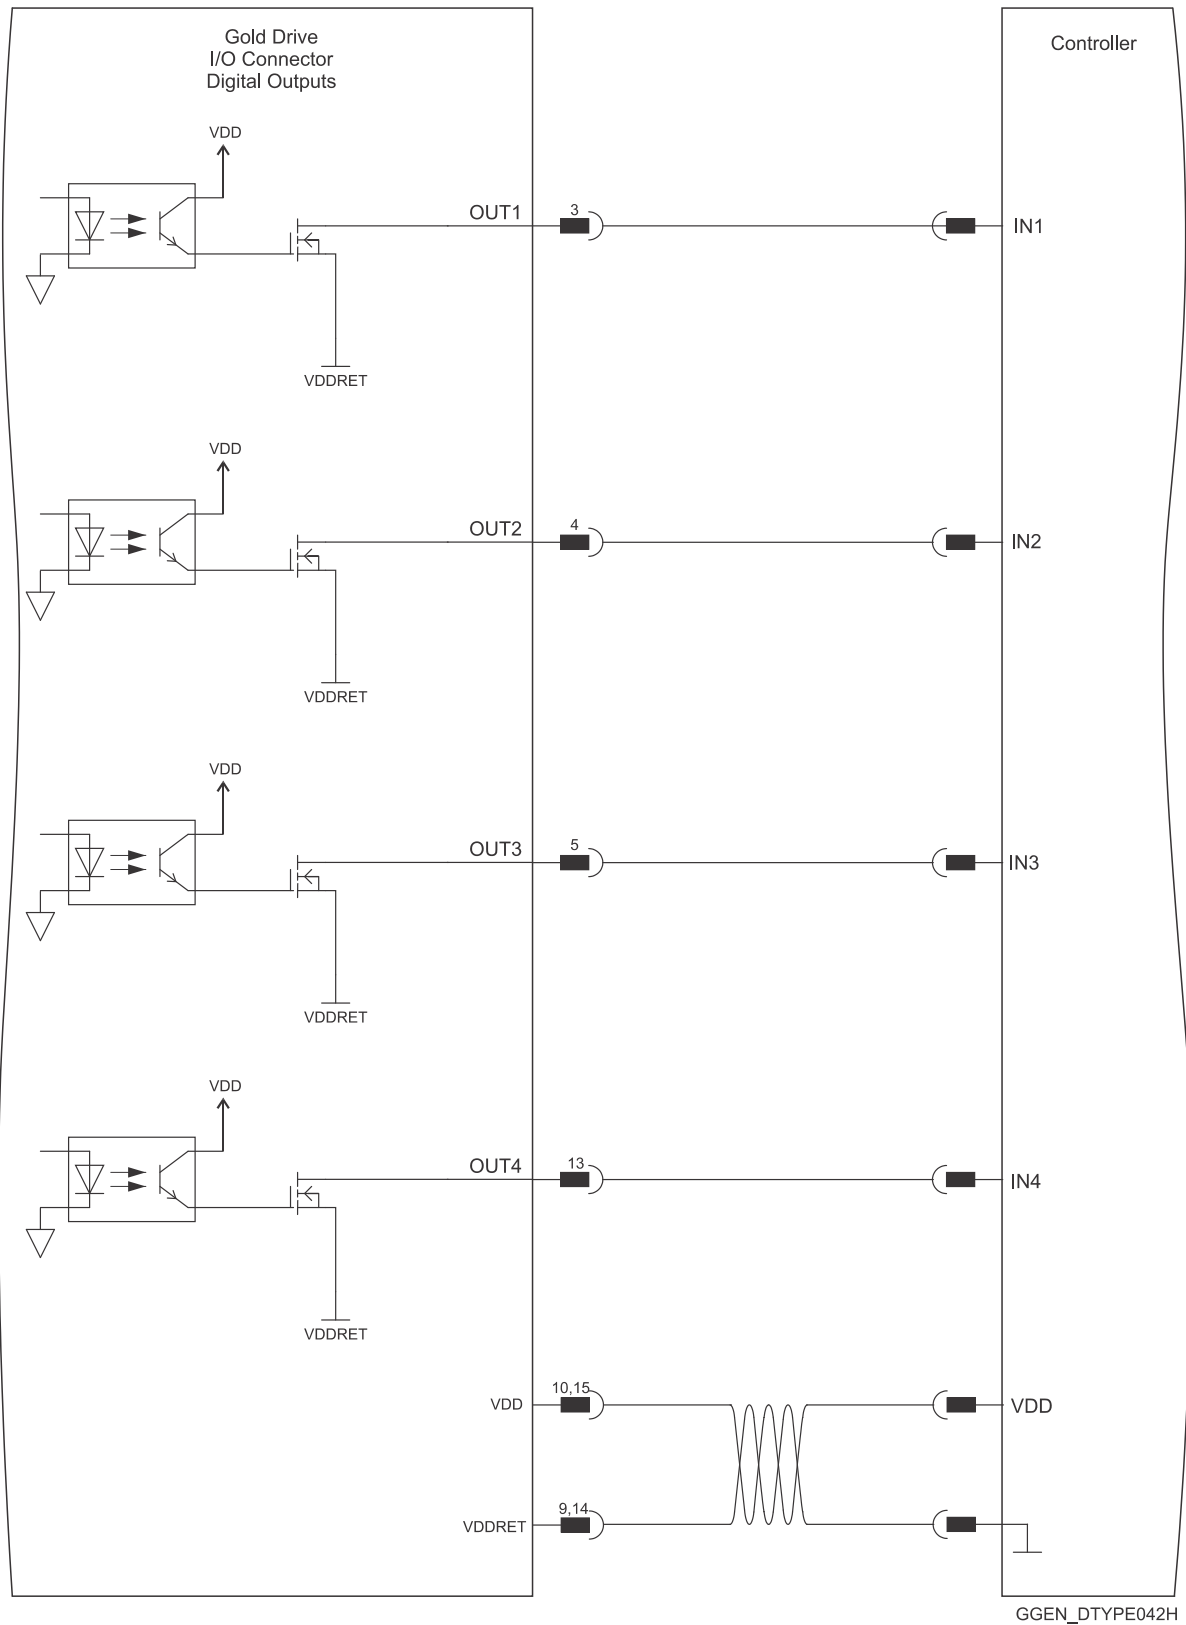 Gold Drive
I/O Connector
Digital Outputs
Controller
VDD
OUT1
3
IN1
VDDRET
VDD
OUT2
4
IN2
VDDRET
VDD
OUT3
5
IN3
VDDRET
VDD
OUT4
13
IN4
VDDRET
VDD
10,15
VDD
VDDRET
9,14
GGEN_DTYPE042H